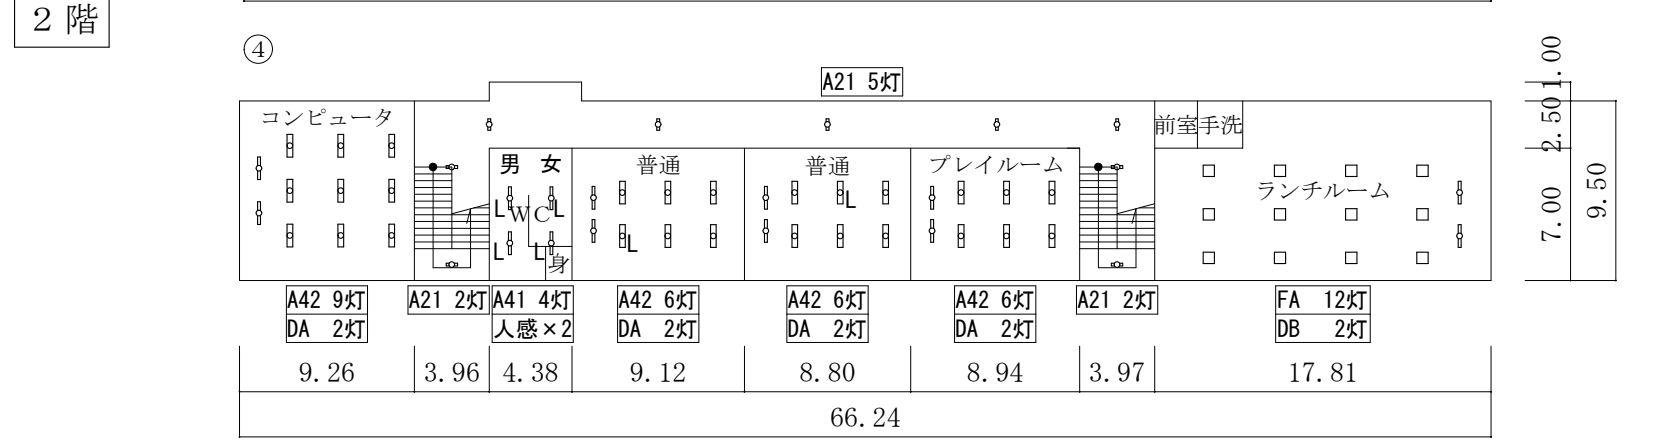 2 階
④
A21 5灯
コンピュータ
前室 手洗
男 女
普通
普通
プレイルーム
ランチルーム
L
WC
L
L
L
L
L
身
A42 9灯
DA 2灯
A21 2灯
A41 4灯
人感×2
A42 6灯
DA 2灯
A42 6灯
DA 2灯
A42 6灯
DA 2灯
A21 2灯
FA 12灯
DB 2灯
9.26
3.96
4.38
9.12
8.80
8.94
3.97
17.81
66.24
1.00
2.50
7.00
9.50